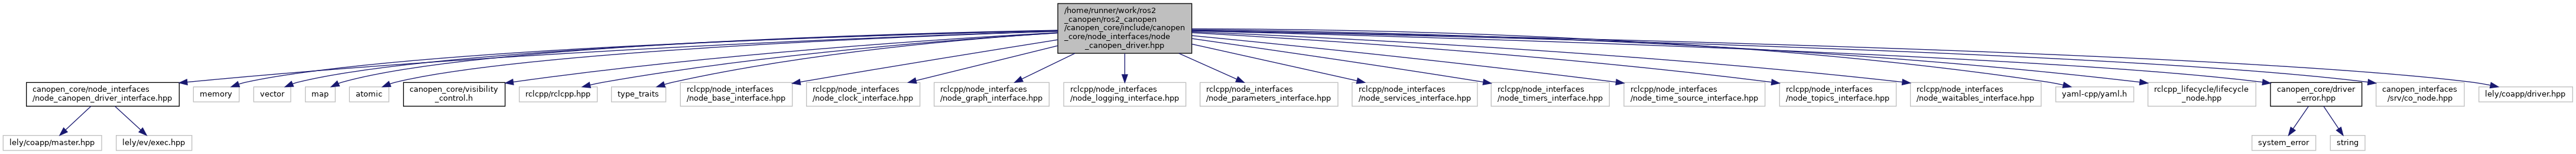 /home/runner/work/ros2
_canopen/ros2_canopen
/canopen_core/include/canopen
_core/node_interfaces/node
_canopen_driver.hpp
canopen_core/node_interfaces
/node_canopen_driver_interface.hpp
memory
vector
map
atomic
canopen_core/visibility
_control.h
rclcpp/rclcpp.hpp
type_traits
rclcpp/node_interfaces
/node_base_interface.hpp
rclcpp/node_interfaces
/node_clock_interface.hpp
rclcpp/node_interfaces
/node_graph_interface.hpp
rclcpp/node_interfaces
/node_logging_interface.hpp
rclcpp/node_interfaces
/node_parameters_interface.hpp
rclcpp/node_interfaces
/node_services_interface.hpp
rclcpp/node_interfaces
/node_timers_interface.hpp
rclcpp/node_interfaces
/node_time_source_interface.hpp
rclcpp/node_interfaces
/node_topics_interface.hpp
rclcpp/node_interfaces
/node_waitables_interface.hpp
yaml-cpp/yaml.h
rclcpp_lifecycle/lifecycle
_node.hpp
canopen_core/driver
_error.hpp
canopen_interfaces
/srv/co_node.hpp
lely/coapp/driver.hpp
lely/coapp/master.hpp
lely/ev/exec.hpp
system_error
string